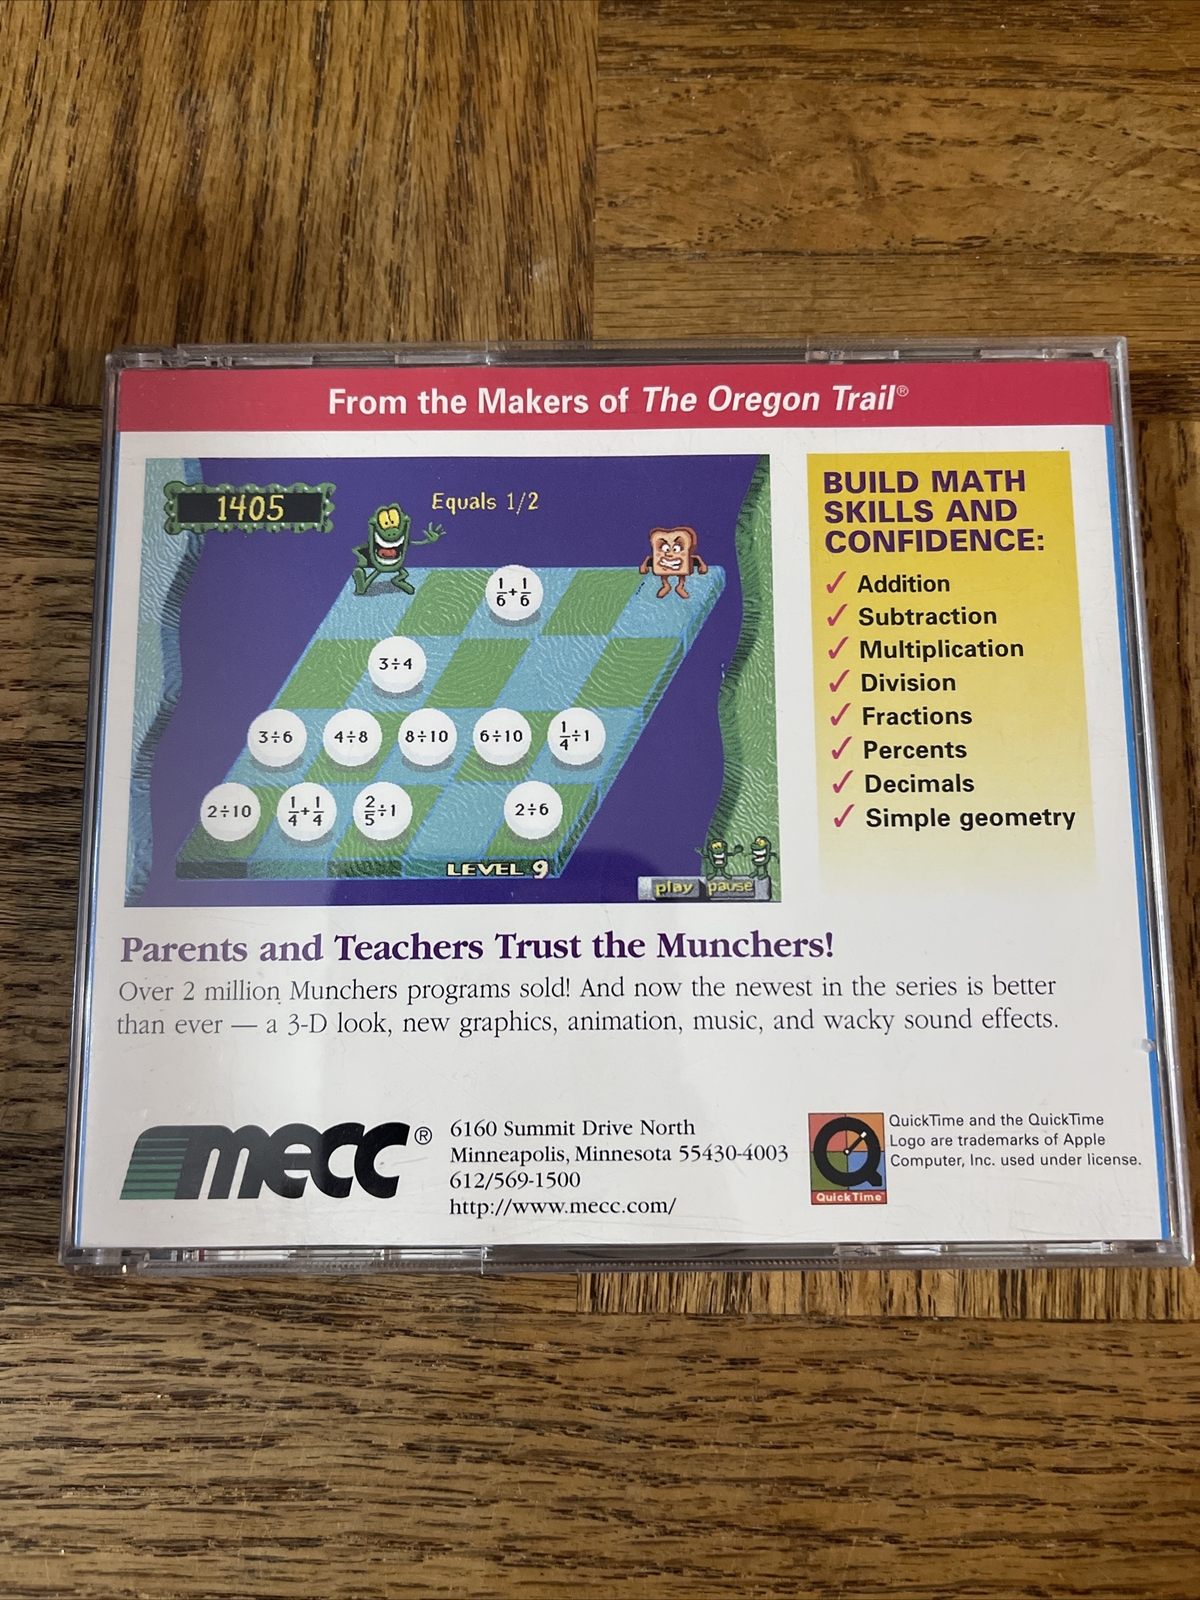 From the Makers of The Oregon Trail®
1405
Equals 1/2
1/6+1/6
3÷4
3÷6 4÷8 8÷10 6÷10 1/4÷1
2÷10 1/4+1/4 2/5÷1 2÷6
LEVEL 9
play pause
BUILD MATH
SKILLS AND
CONFIDENCE:
✓ Addition
✓ Subtraction
✓ Multiplication
✓ Division
✓ Fractions
✓ Percents
✓ Decimals
✓ Simple geometry
Parents and Teachers Trust the Munchers!
Over 2 million Munchers programs sold! And now the newest in the series is better
than ever — a 3-D look, new graphics, animation, music, and wacky sound effects.
mecc®
6160 Summit Drive North
Minneapolis, Minnesota 55430-4003
612/569-1500
http://www.mecc.com/
QuickTime™
QuickTime and the QuickTime
Logo are trademarks of Apple
Computer, Inc. used under license.